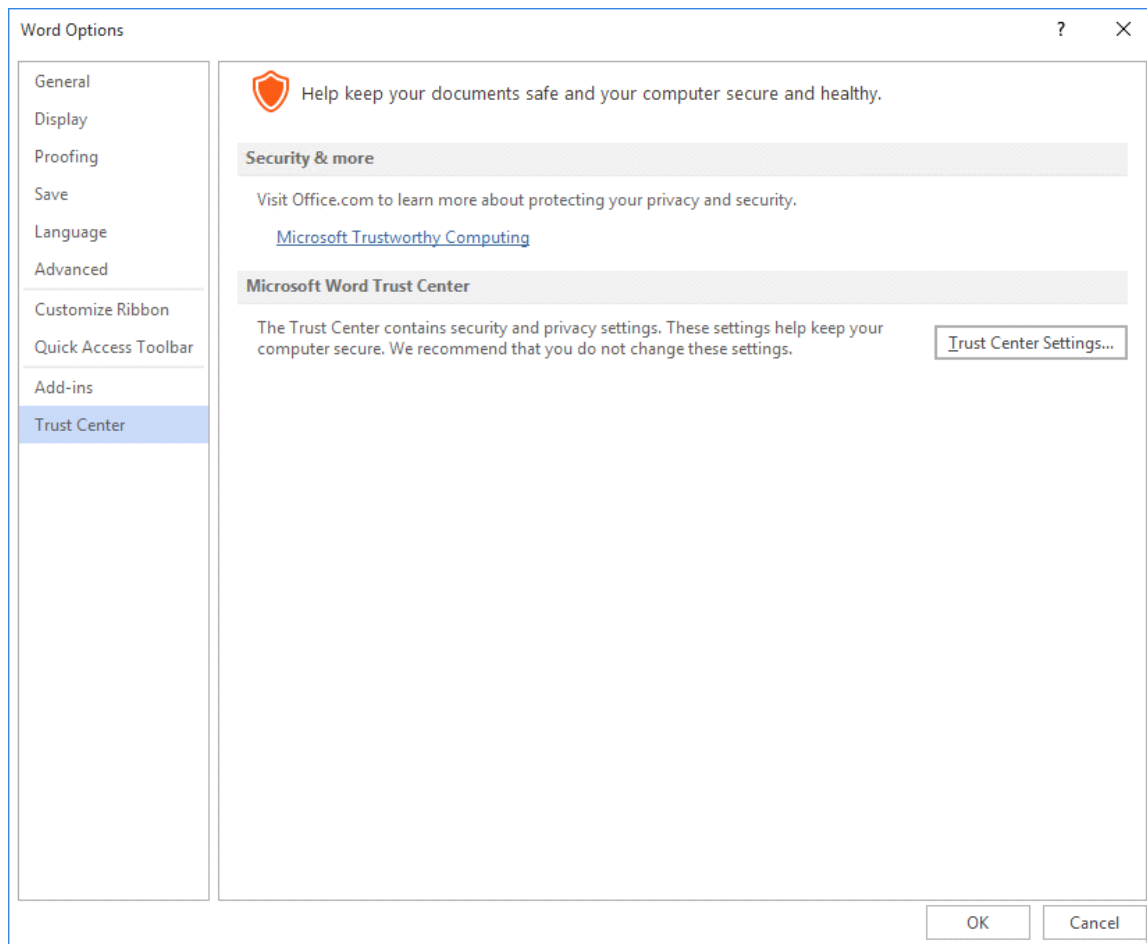 Word Options
?
General
Display
Proofing
Save
Language
Advanced
Customize Ribbon
Quick Access Toolbar
Add-ins
Trust Center
Help keep your documents safe and your computer secure and healthy.
Security & more
Visit Office.com to learn more about protecting your privacy and security.
Microsoft Trustworthy Computing
Microsoft Word Trust Center
The Trust Center contains security and privacy settings. These settings help keep your
computer secure. We recommend that you do not change these settings.
Trust Center Settings...
OK
Cancel